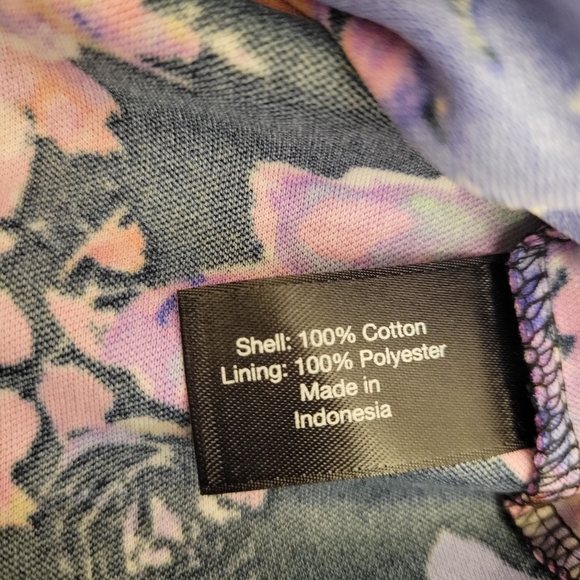 Shell: 100% Cotton
Lining: 100% Polyester
Made in
Indonesia